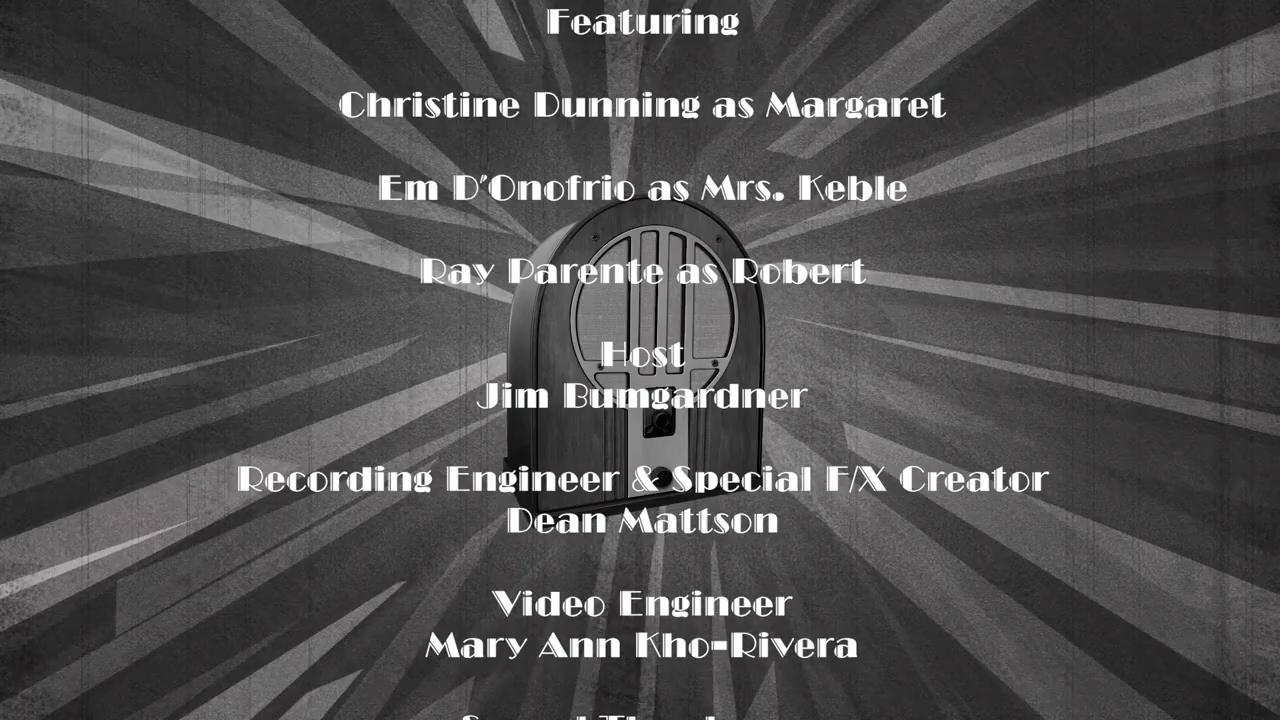 Featuring
Christine Dunning as Margaret
Em D'Onofrio as Mrs. Keble
Ray Parente as Robert
Host
Jim Bumgardner
Recording Engineer & Special F/X Creator
Dean Mattson
Video Engineer
Mary Ann Kho-Rivera